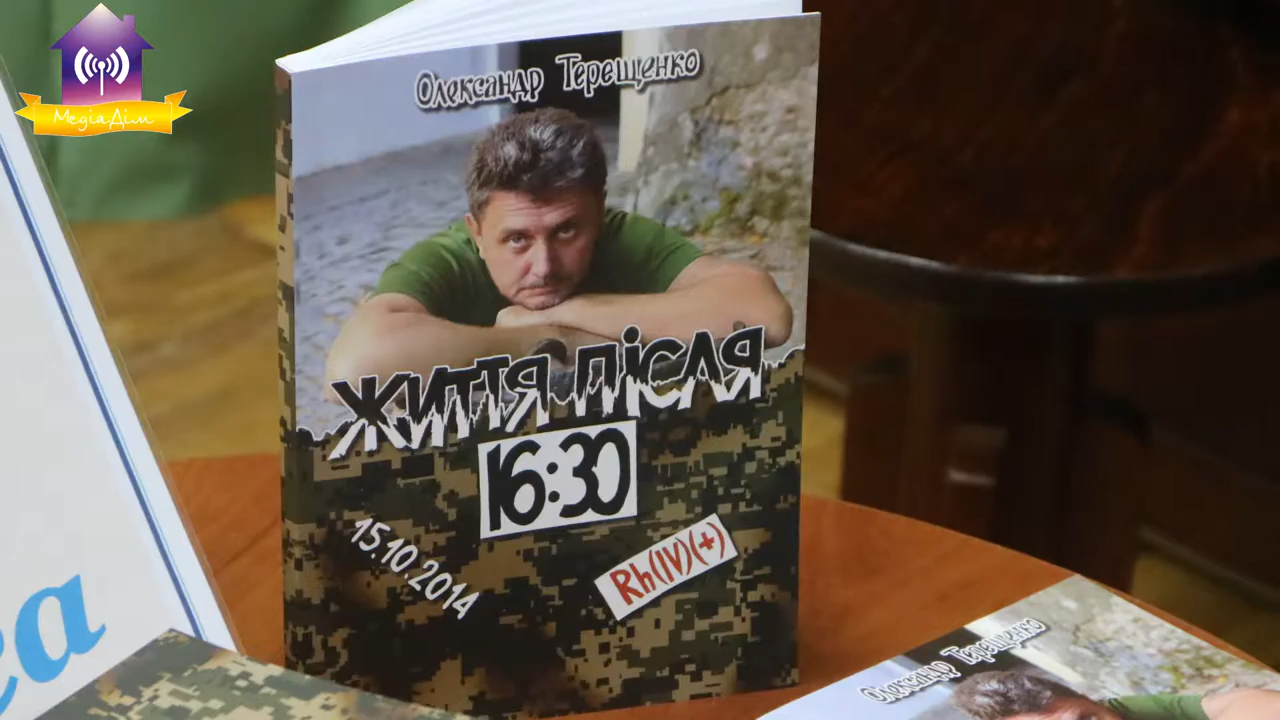 МедіаДім
Олександр Терещенко
ЖИТТЯ ПІСЛЯ
16:30
15.10.2014
Rh(IV)(+)
Олександр Терещенко